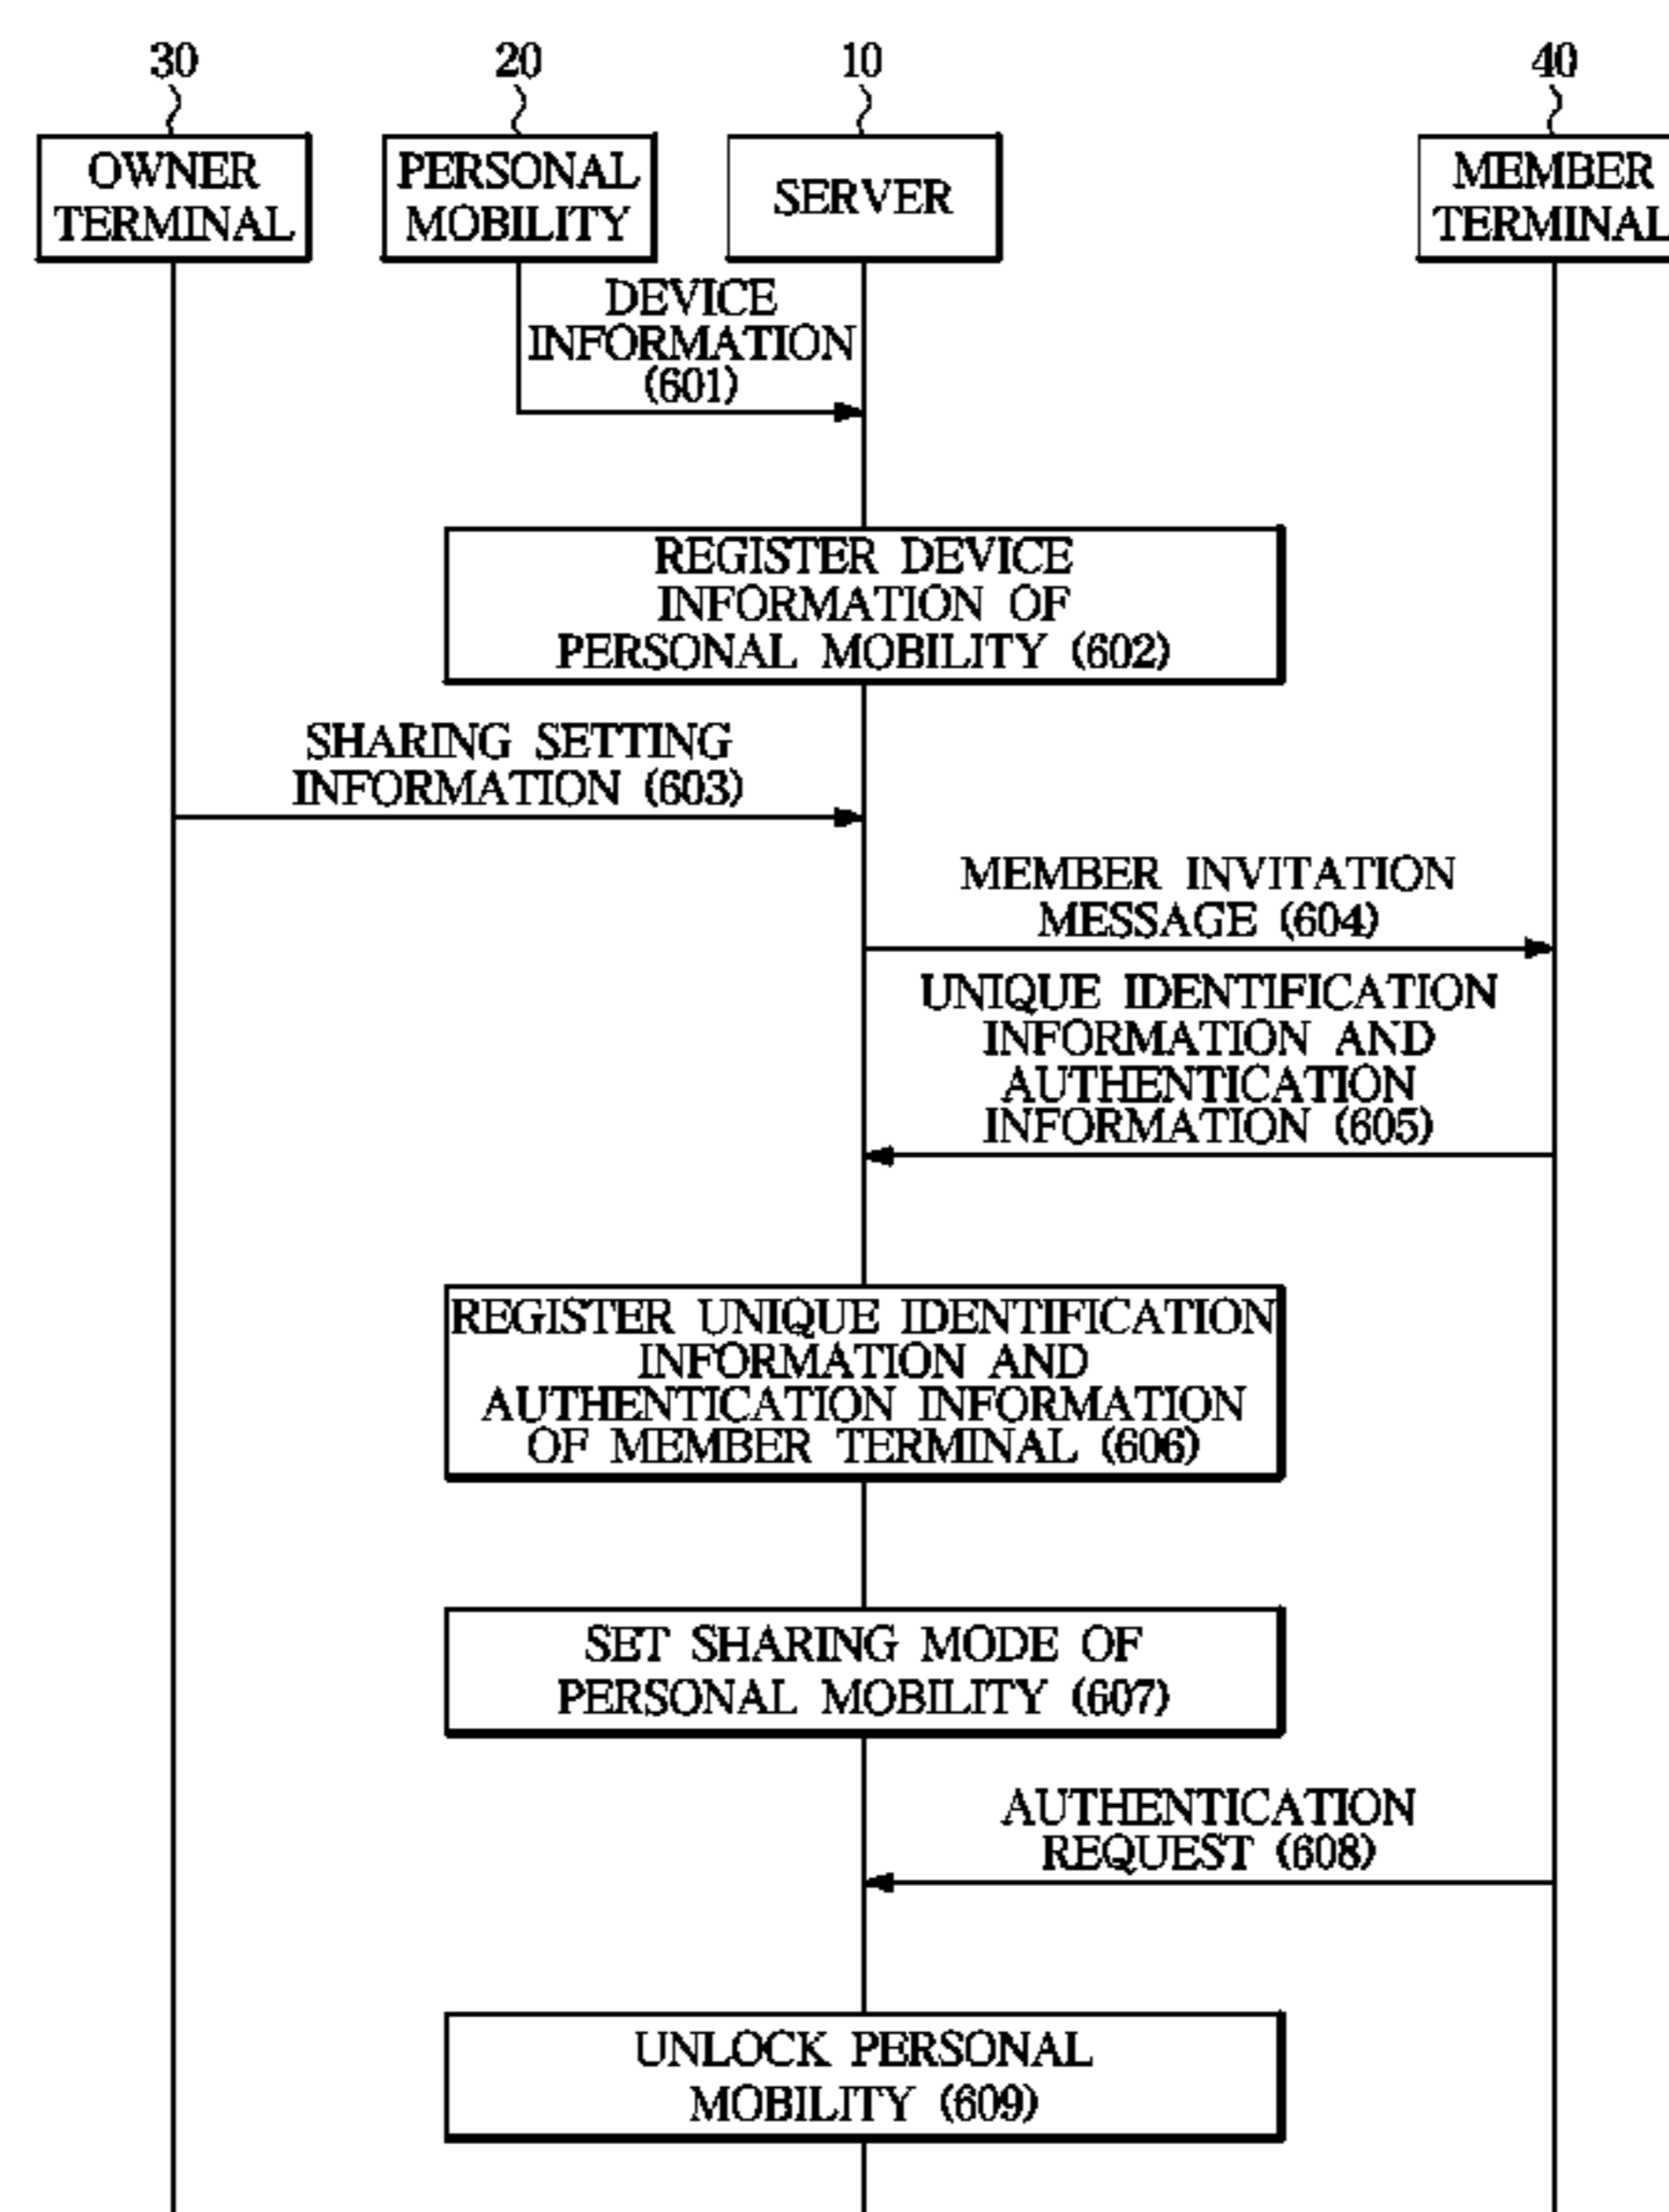 30
20
10
40
OWNER
TERMINAL
PERSONAL
MOBILITY
SERVER
MEMBER
TERMINAL
DEVICE
INFORMATION
(601)
REGISTER DEVICE
INFORMATION OF
PERSONAL MOBILITY (602)
SHARING SETTING
INFORMATION (603)
MEMBER INVITATION
MESSAGE (604)
UNIQUE IDENTIFICATION
INFORMATION AND
AUTHENTICATION
INFORMATION (605)
REGISTER UNIQUE IDENTIFICATION
INFORMATION AND
AUTHENTICATION INFORMATION
OF MEMBER TERMINAL (606)
SET SHARING MODE OF
PERSONAL MOBILITY (607)
AUTHENTICATION
REQUEST (608)
UNLOCK PERSONAL
MOBILITY (609)